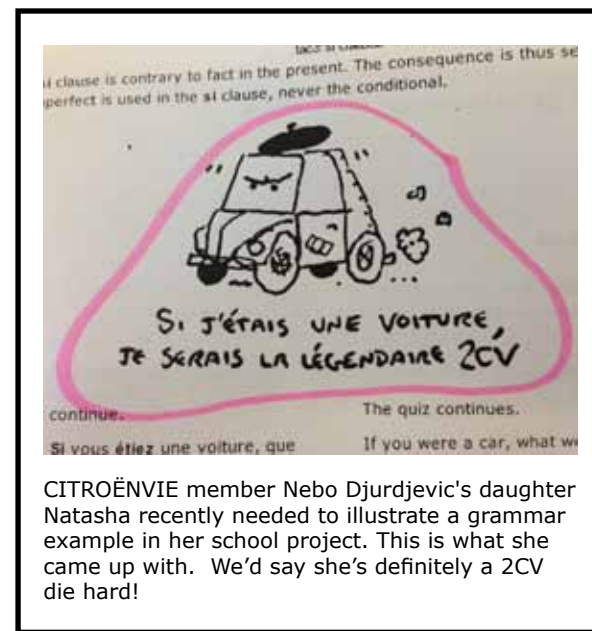 si clause is contrary to fact in the present. The consequence is thus se
perfect is used in the si clause, never the conditional.
SI J'ÉTAIS UNE VOITURE,
JE SERAIS LA LÉGENDAIRE 2CV
continue.
The quiz continues.
Si vous étiez une voiture, que
If you were a car, what
CITROËNVIE member Nebo Djurdjevic's daughter
Natasha recently needed to illustrate a grammar
example in her school project. This is what she
came up with.  We'd say she's definitely a 2CV
die hard!